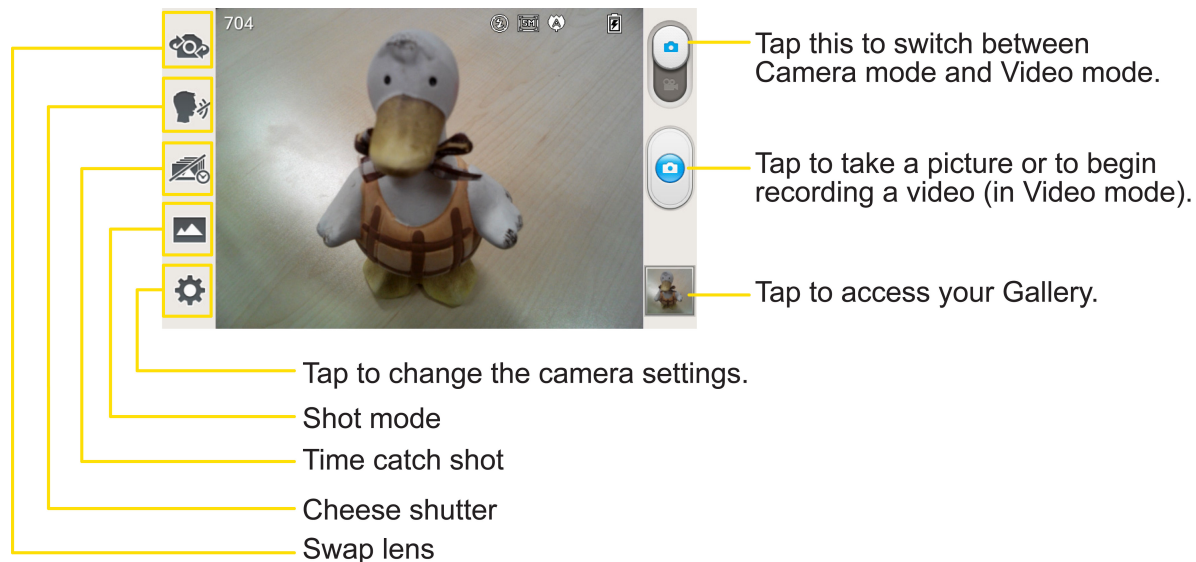 704
5M
A
Tap this to switch between
Camera mode and Video mode.
Tap to take a picture or to begin
recording a video (in Video mode).
Tap to access your Gallery.
Tap to change the camera settings.
Shot mode
Time catch shot
Cheese shutter
Swap lens